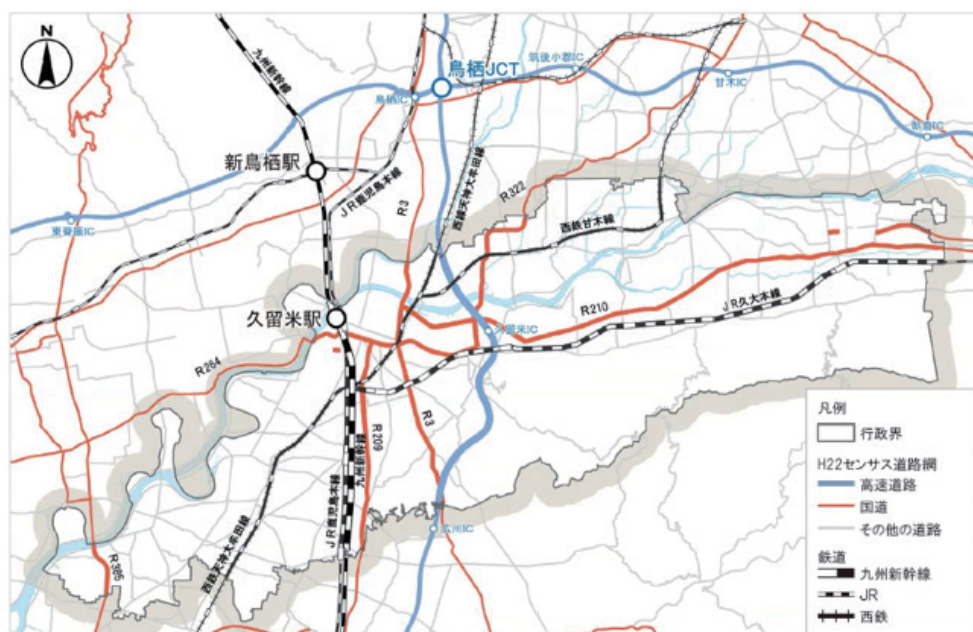 N
九州新幹線
鳥栖JCT
鳥栖IC
筑後小郡IC
甘木IC
朝倉IC
新鳥栖駅
JR鹿児島本線
R3
西鉄天神大牟田線
R322
西鉄甘木線
東脊振IC
久留米駅
久留米IC
R210
JR久大本線
R264
R209
九州新幹線
R3
JR鹿児島本線
西鉄天神大牟田線
広川IC
R385
凡例
行政界
H22センサス道路網
高速道路
国道
その他の道路
鉄道
九州新幹線
JR
西鉄